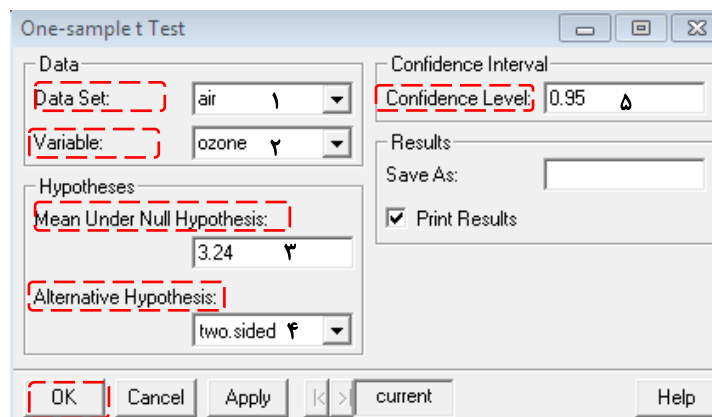 One-sample t Test
Data
Data Set: air ۱
Variable: ozone ۲
Hypotheses
Mean Under Null Hypothesis:
3.24 ۳
Alternative Hypothesis:
two.sided ۴
Confidence Interval
Confidence Level: 0.95 ۵
Results
Save As:
Print Results
OK Cancel Apply current Help